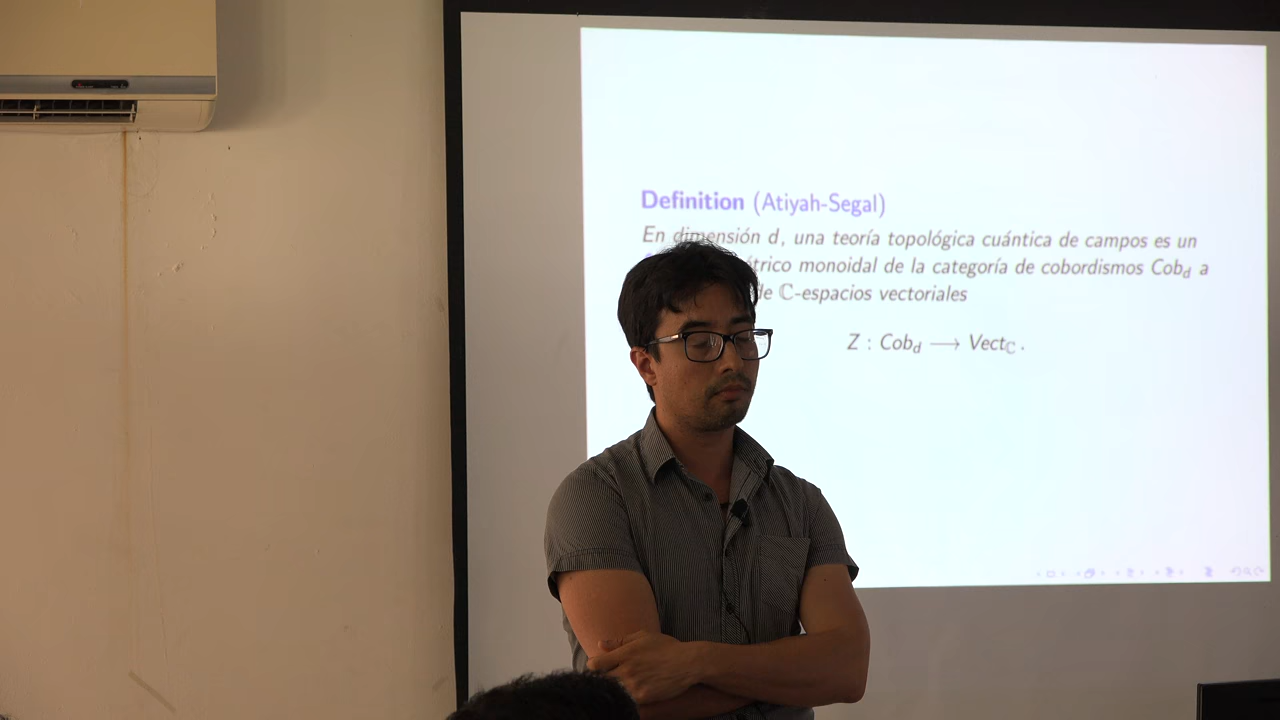 Definition (Atiyah-Segal)
En dimensión d, una teoría topológica cuántica de campos es un
monoidal de la categoría de cobordismos Cob_d a
de ℂ-espacios vectoriales
Z : Cob_d ⟶ Vect_ℂ.